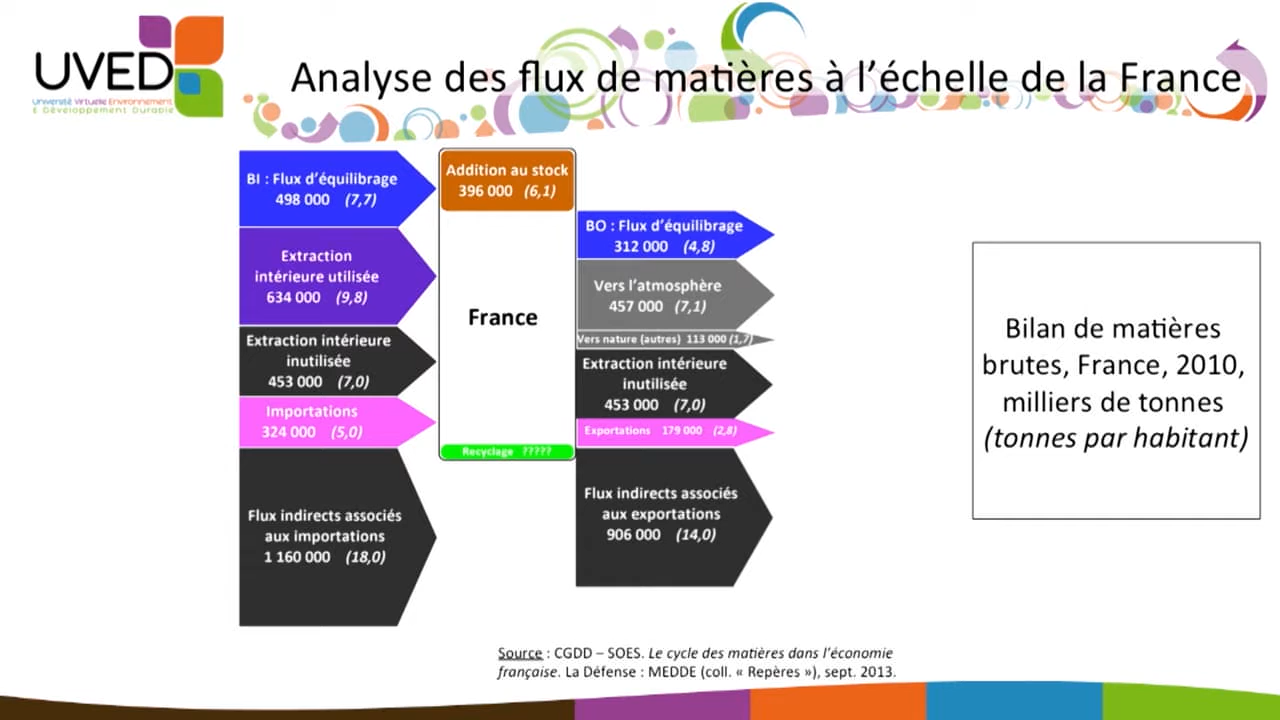 UVED
Université Virtuelle Environnement
& Développement Durable
Analyse des flux de matières à l’échelle de la France
BI : Flux d’équilibrage
498 000 (7,7)
Extraction
intérieure utilisée
634 000 (9,8)
Extraction intérieure
inutilisée
453 000 (7,0)
Importations
324 000 (5,0)
Flux indirects associés
aux importations
1 160 000 (18,0)
Addition au stock
396 000 (6,1)
France
Recyclage ?????
BO : Flux d’équilibrage
312 000 (4,8)
Vers l’atmosphère
457 000 (7,1)
Vers nature (autres) 113 000 (1,7)
Extraction intérieure
inutilisée
453 000 (7,0)
Exportations 179 000 (2,8)
Flux indirects associés
aux exportations
906 000 (14,0)
Bilan de matières
brutes, France, 2010,
milliers de tonnes
(tonnes par habitant)
Source : CGDD – SOES. Le cycle des matières dans l’économie
française. La Défense : MEDDE (coll. « Repères »), sept. 2013.